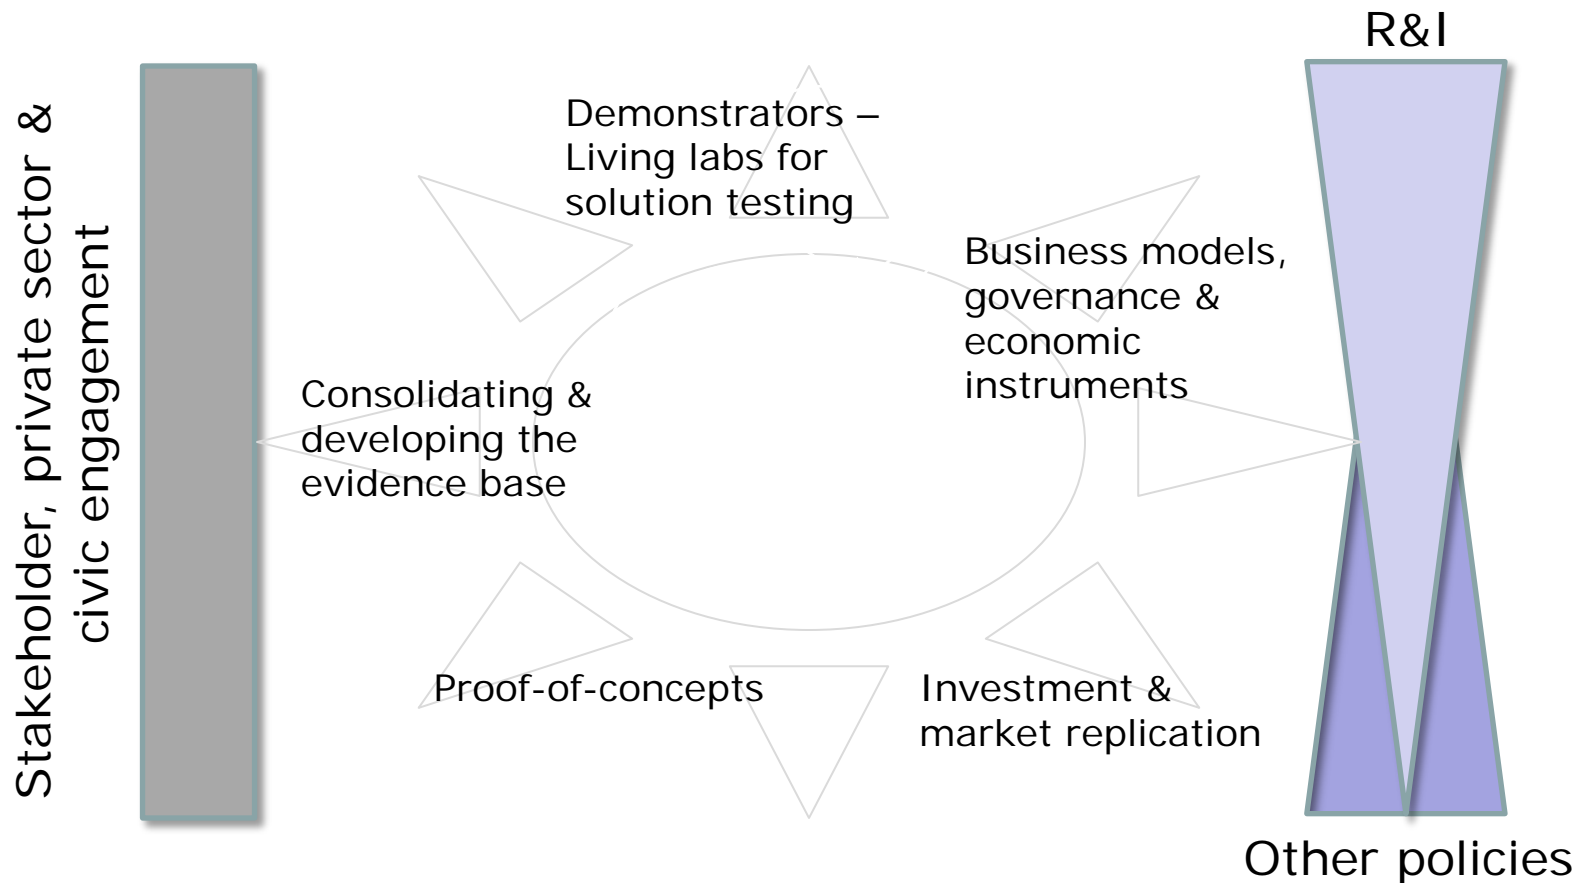 R&I
Stakeholder, private sector &
civic engagement
Demonstrators –
Living labs for
solution testing
Business models,
governance &
economic
instruments
Consolidating &
developing the
evidence base
Proof-of-concepts
Investment &
market replication
Other policies